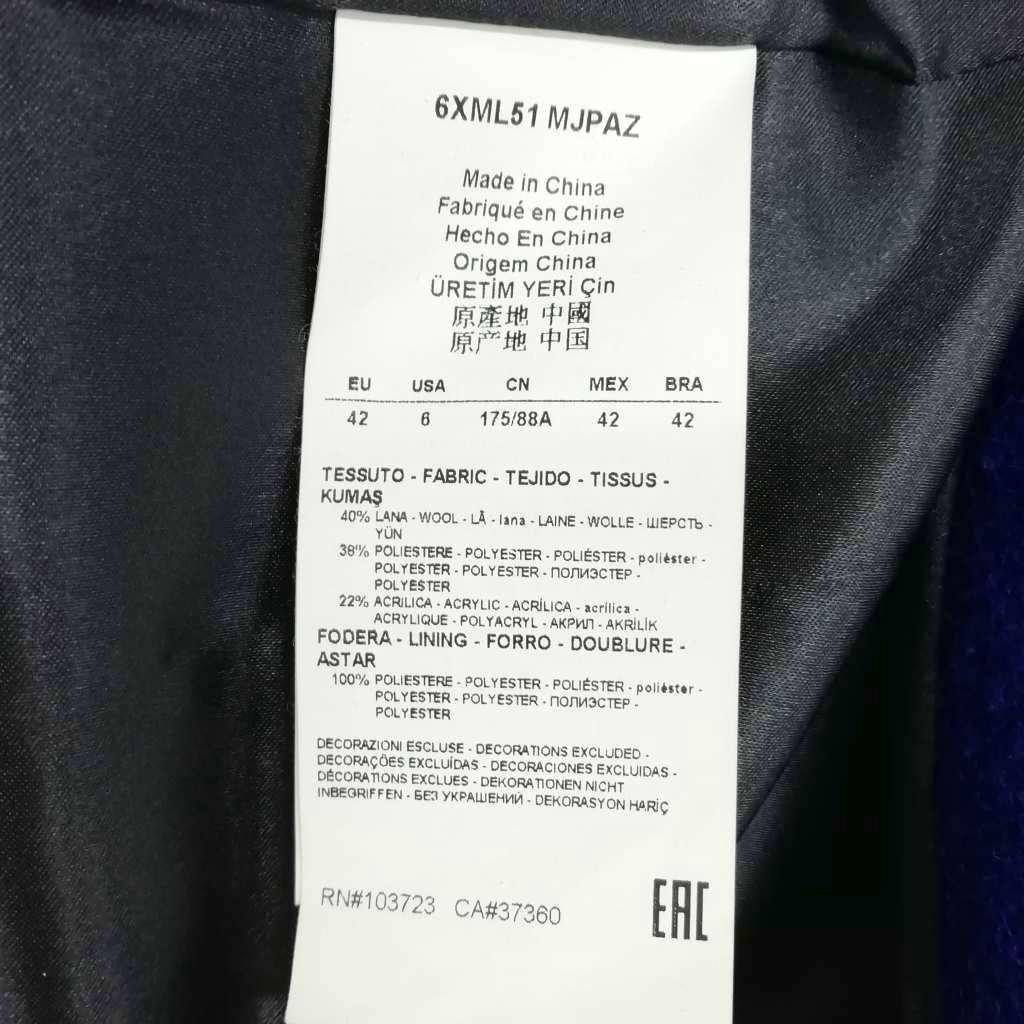 6XML51 MJPAZ
Made in China
Fabriqué en Chine
Hecho En China
Origem China
ÜRETİM YERİ Çin
原產地 中國
原产地 中国
EU USA CN MEX BRA
42 6 175/88A 42 42
TESSUTO - FABRIC - TEJIDO - TISSUS -
KUMAŞ
40% LANA - WOOL - LÃ - lana - LAINE - WOLLE - ШЕРСТЬ -
YÜN
38% POLIESTERE - POLYESTER - POLIÉSTER - poliéster -
POLYESTER - POLYESTER - ПОЛИЭСТЕР -
POLYESTER
22% ACRILICA - ACRYLIC - ACRÍLICA - acrílica -
ACRYLIQUE - POLYACRYL - АКРИЛ - AKRİLİK
FODERA - LINING - FORRO - DOUBLURE -
ASTAR
100% POLIESTERE - POLYESTER - POLIÉSTER - poliéster -
POLYESTER - POLYESTER - ПОЛИЭСТЕР -
POLYESTER
DECORAZIONI ESCLUSE - DECORATIONS EXCLUDED -
DECORAÇÕES EXCLUÍDAS - DECORACIONES EXCLUIDAS -
DÉCORATIONS EXCLUES - DEKORATIONEN NICHT
INBEGRIFFEN - БЕЗ УКРАШЕНИЙ - DEKORASYON HARİÇ
RN#103723 CA#37360
EAC